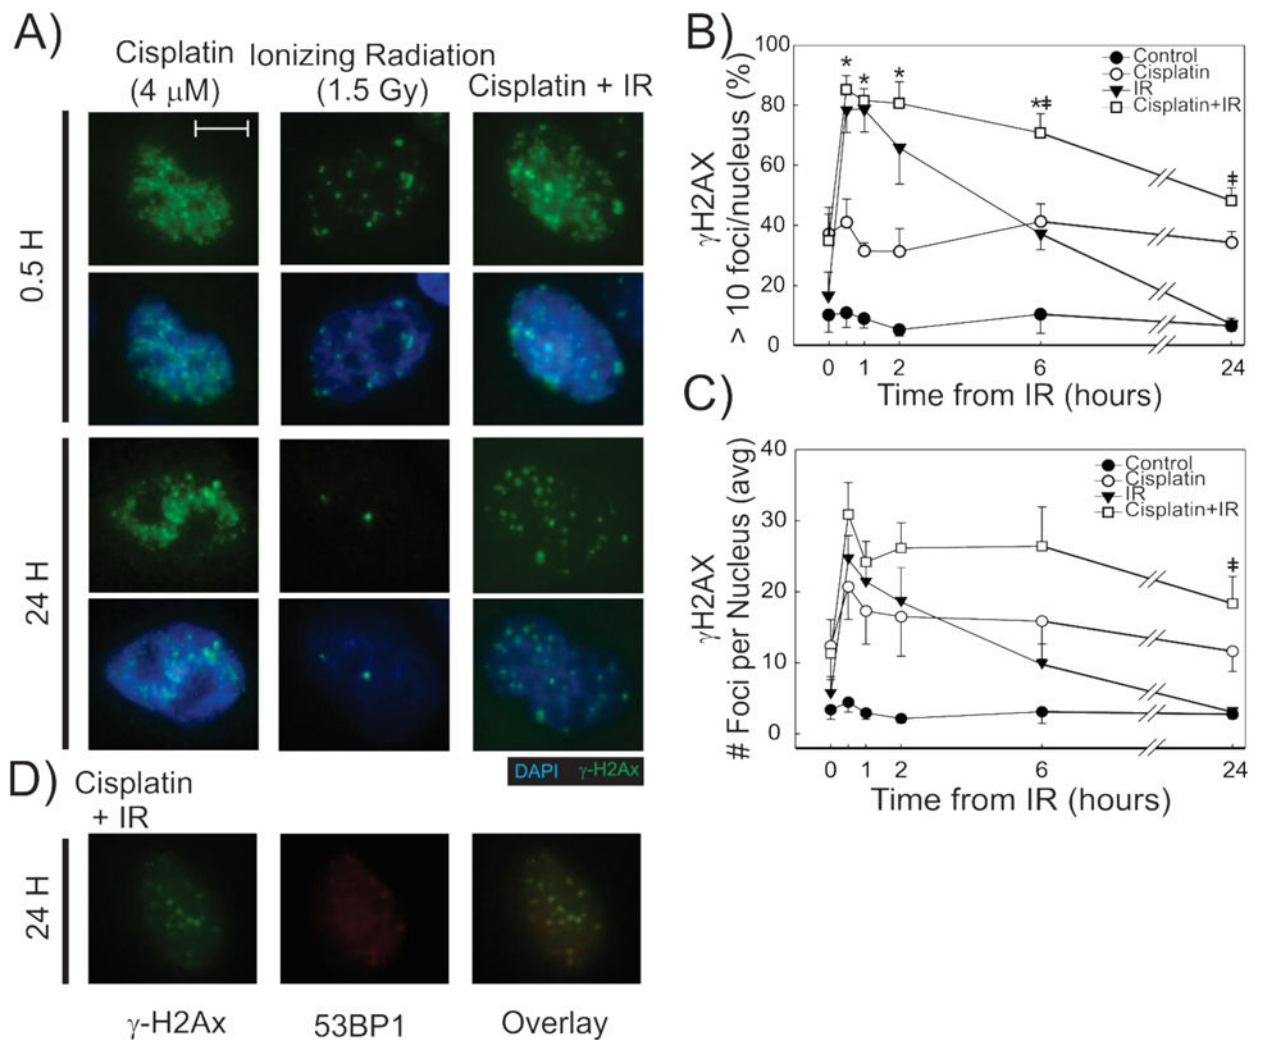 A)
Cisplatin
(4 μM)
Ionizing Radiation
(1.5 Gy)
Cisplatin + IR
0.5 H
24 H
DAPI γ-H2Ax
B)
γH2AX
> 10 foci/nucleus (%)
100
80
60
40
20
0
Control
Cisplatin
IR
Cisplatin+IR
*
*
*
*‡
‡
0 1 2 6 24
Time from IR (hours)
C)
γH2AX
# Foci per Nucleus (avg)
40
30
20
10
0
Control
Cisplatin
IR
Cisplatin+IR
‡
0 1 2 6 24
Time from IR (hours)
D)
Cisplatin
+ IR
24 H
γ-H2Ax
53BP1
Overlay